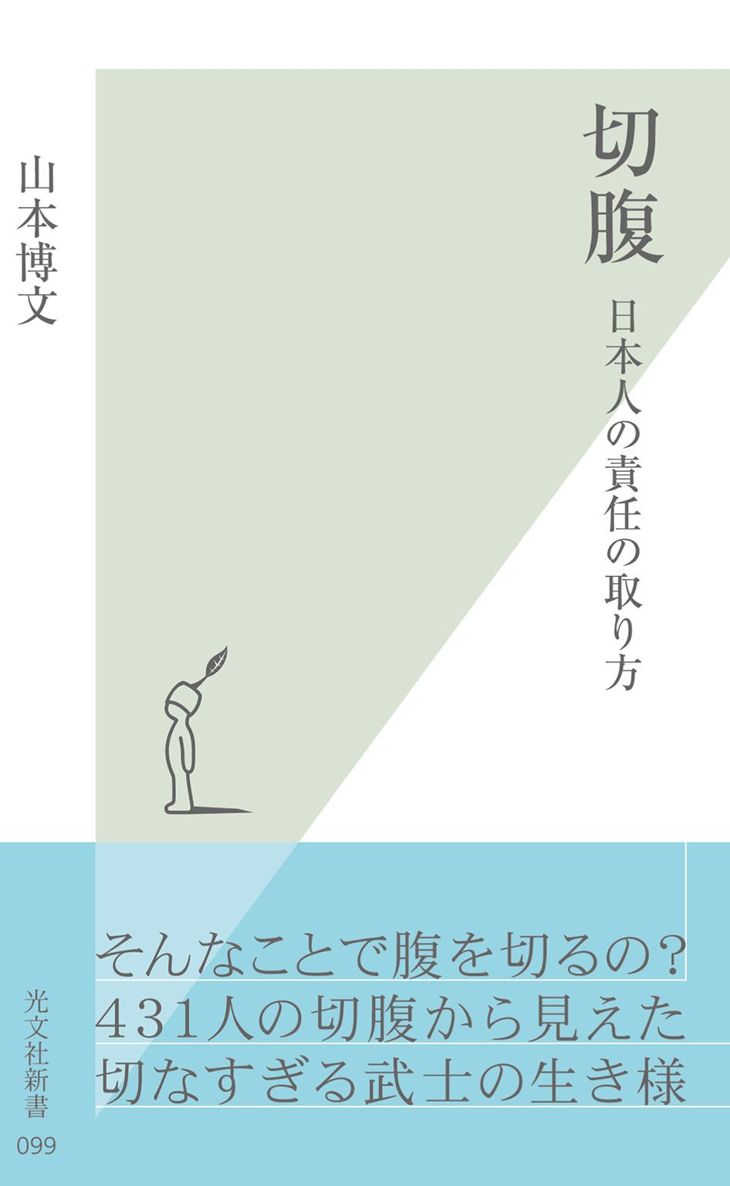 切腹
日本人の責任の取り方
山本博文
そんなことで腹を切るの？
431人の切腹から見えた
切なすぎる武士の生き様
光文社新書
099